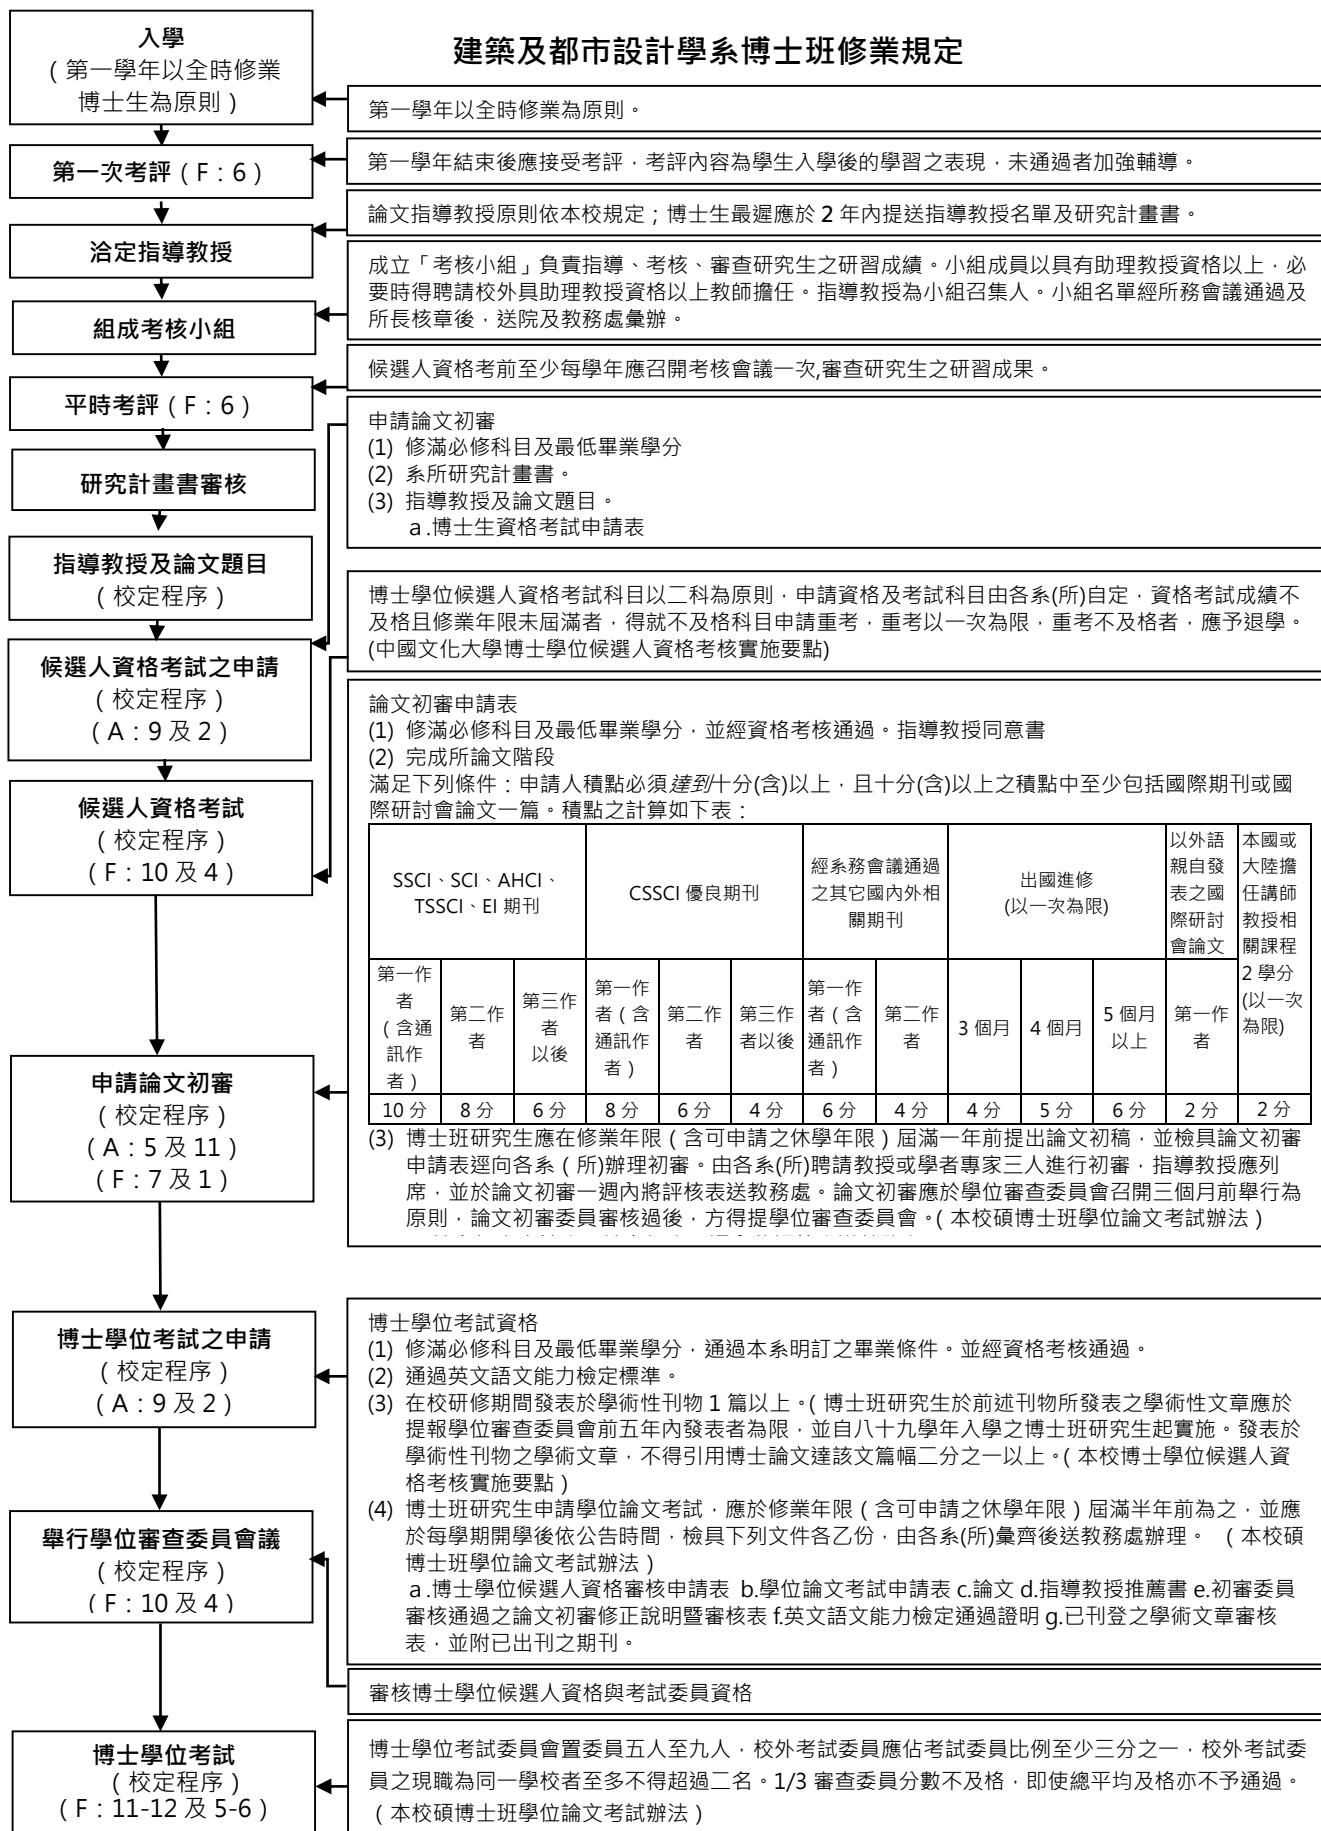 建築及都市設計學系博士班修業規定
入學
（第一學年以全時修業
博士生為原則）
第一學年以全時修業為原則。
第一次考評（F：6）
第一學年結束後應接受考評，考評內容為學生入學後的學習之表現，未通過者加強輔導。
洽定指導教授
論文指導教授原則依本校規定；博士生最遲應於 2 年內提送指導教授名單及研究計畫書。
組成考核小組
成立「考核小組」負責指導、考核、審查研究生之研習成績。小組成員以具有助理教授資格以上，必
要時得聘請校外具助理教授資格以上教師擔任。指導教授為小組召集人。小組名單經所務會議通過及
所長核章後，送院及教務處彙辦。
平時考評（F：6）
候選人資格考前至少每學年應召開考核會議一次,審查研究生之研習成果。
研究計畫書審核
指導教授及論文題目
（校定程序）
候選人資格考試之申請
（校定程序）
（A：9 及 2）
申請論文初審
(1) 修滿必修科目及最低畢業學分
(2) 系所研究計畫書。
(3) 指導教授及論文題目。
ａ.博士生資格考試申請表
候選人資格考試
（校定程序）
（F：10 及 4）
博士學位候選人資格考試科目以二科為原則，申請資格及考試科目由各系(所)自定，資格考試成績不
及格且修業年限未屆滿者，得就不及格科目申請重考，重考以一次為限，重考不及格者，應予退學。
(中國文化大學博士學位候選人資格考核實施要點)
申請論文初審
（校定程序）
（A：5 及 11）
（F：7 及 1）
論文初審申請表
(1) 修滿必修科目及最低畢業學分，並經資格考核通過。指導教授同意書
(2) 完成所論文階段
滿足下列條件：申請人積點必須達到十分(含)以上，且十分(含)以上之積點中至少包括國際期刊或國
際研討會論文一篇。積點之計算如下表：
SSCI、SCI、AHCI、
TSSCI、EI 期刊
CSSCI 優良期刊
經系務會議通過
之其它國內外相
關期刊
出國進修
(以一次為限)
以外語
親自發
表之國
際研討
會論文
本國或
大陸擔
任講師
教授相
關課程
2 學分
(以一次
為限)
第一作
者
（含通
訊作
者）
第二作
者
第三作
者
以後
第一作
者（含
通訊作
者）
第二作
者
第三作
者以後
第一作
者（含
通訊作
者）
第二作
者
3 個月
4 個月
5 個月
以上
第一作
者
10 分 8 分 6 分 8 分 6 分 4 分 6 分 4 分 4 分 5 分 6 分 2 分 2 分
(3) 博士班研究生應在修業年限（含可申請之休學年限）屆滿一年前提出論文初稿，並檢具論文初審
申請表逕向各系（所)辦理初審。由各系(所)聘請教授或學者專家三人進行初審，指導教授應列
席，並於論文初審一週內將評核表送教務處。論文初審應於學位審查委員會召開三個月前舉行為
原則，論文初審委員審核過後，方得提學位審查委員會。(本校碩博士班學位論文考試辦法）
博士學位考試之申請
（校定程序）
（A：9 及 2）
博士學位考試資格
(1) 修滿必修科目及最低畢業學分，通過本系明訂之畢業條件。並經資格考核通過。
(2) 通過英文語文能力檢定標準。
(3) 在校研修期間發表於學術性刊物 1 篇以上。(博士班研究生於前述刊物所發表之學術性文章應於
提報學位審查委員會前五年內發表者為限，並自八十九學年入學之博士班研究生起實施。發表於
學術性刊物之學術文章，不得引用博士論文達該文篇幅二分之一以上。(本校博士學位候選人資
格考核實施要點）
(4) 博士班研究生申請學位論文考試，應於修業年限（含可申請之休學年限）屆滿半年前為之，並應
於每學期開學後依公告時間，檢具下列文件各乙份，由各系(所)彙齊後送教務處辦理。 （本校碩
博士班學位論文考試辦法）
ａ.博士學位候選人資格審核申請表 b.學位論文考試申請表 c.論文 d.指導教授推薦書 e.初審委員
審核通過之論文初審修正說明暨審核表 f.英文語文能力檢定通過證明 g.已刊登之學術文章審核
表，並附已出刊之期刊。
舉行學位審查委員會議
（校定程序）
（F：10 及 4）
審核博士學位候選人資格與考試委員資格
博士學位考試
（校定程序）
（F：11-12 及 5-6）
博士學位考試委員會置委員五人至九人，校外考試委員應佔考試委員比例至少三分之一，校外考試委
員之現職為同一學校者至多不得超過二名。1/3 審查委員分數不及格，即使總平均及格亦不予通過。
（本校碩博士班學位論文考試辦法）